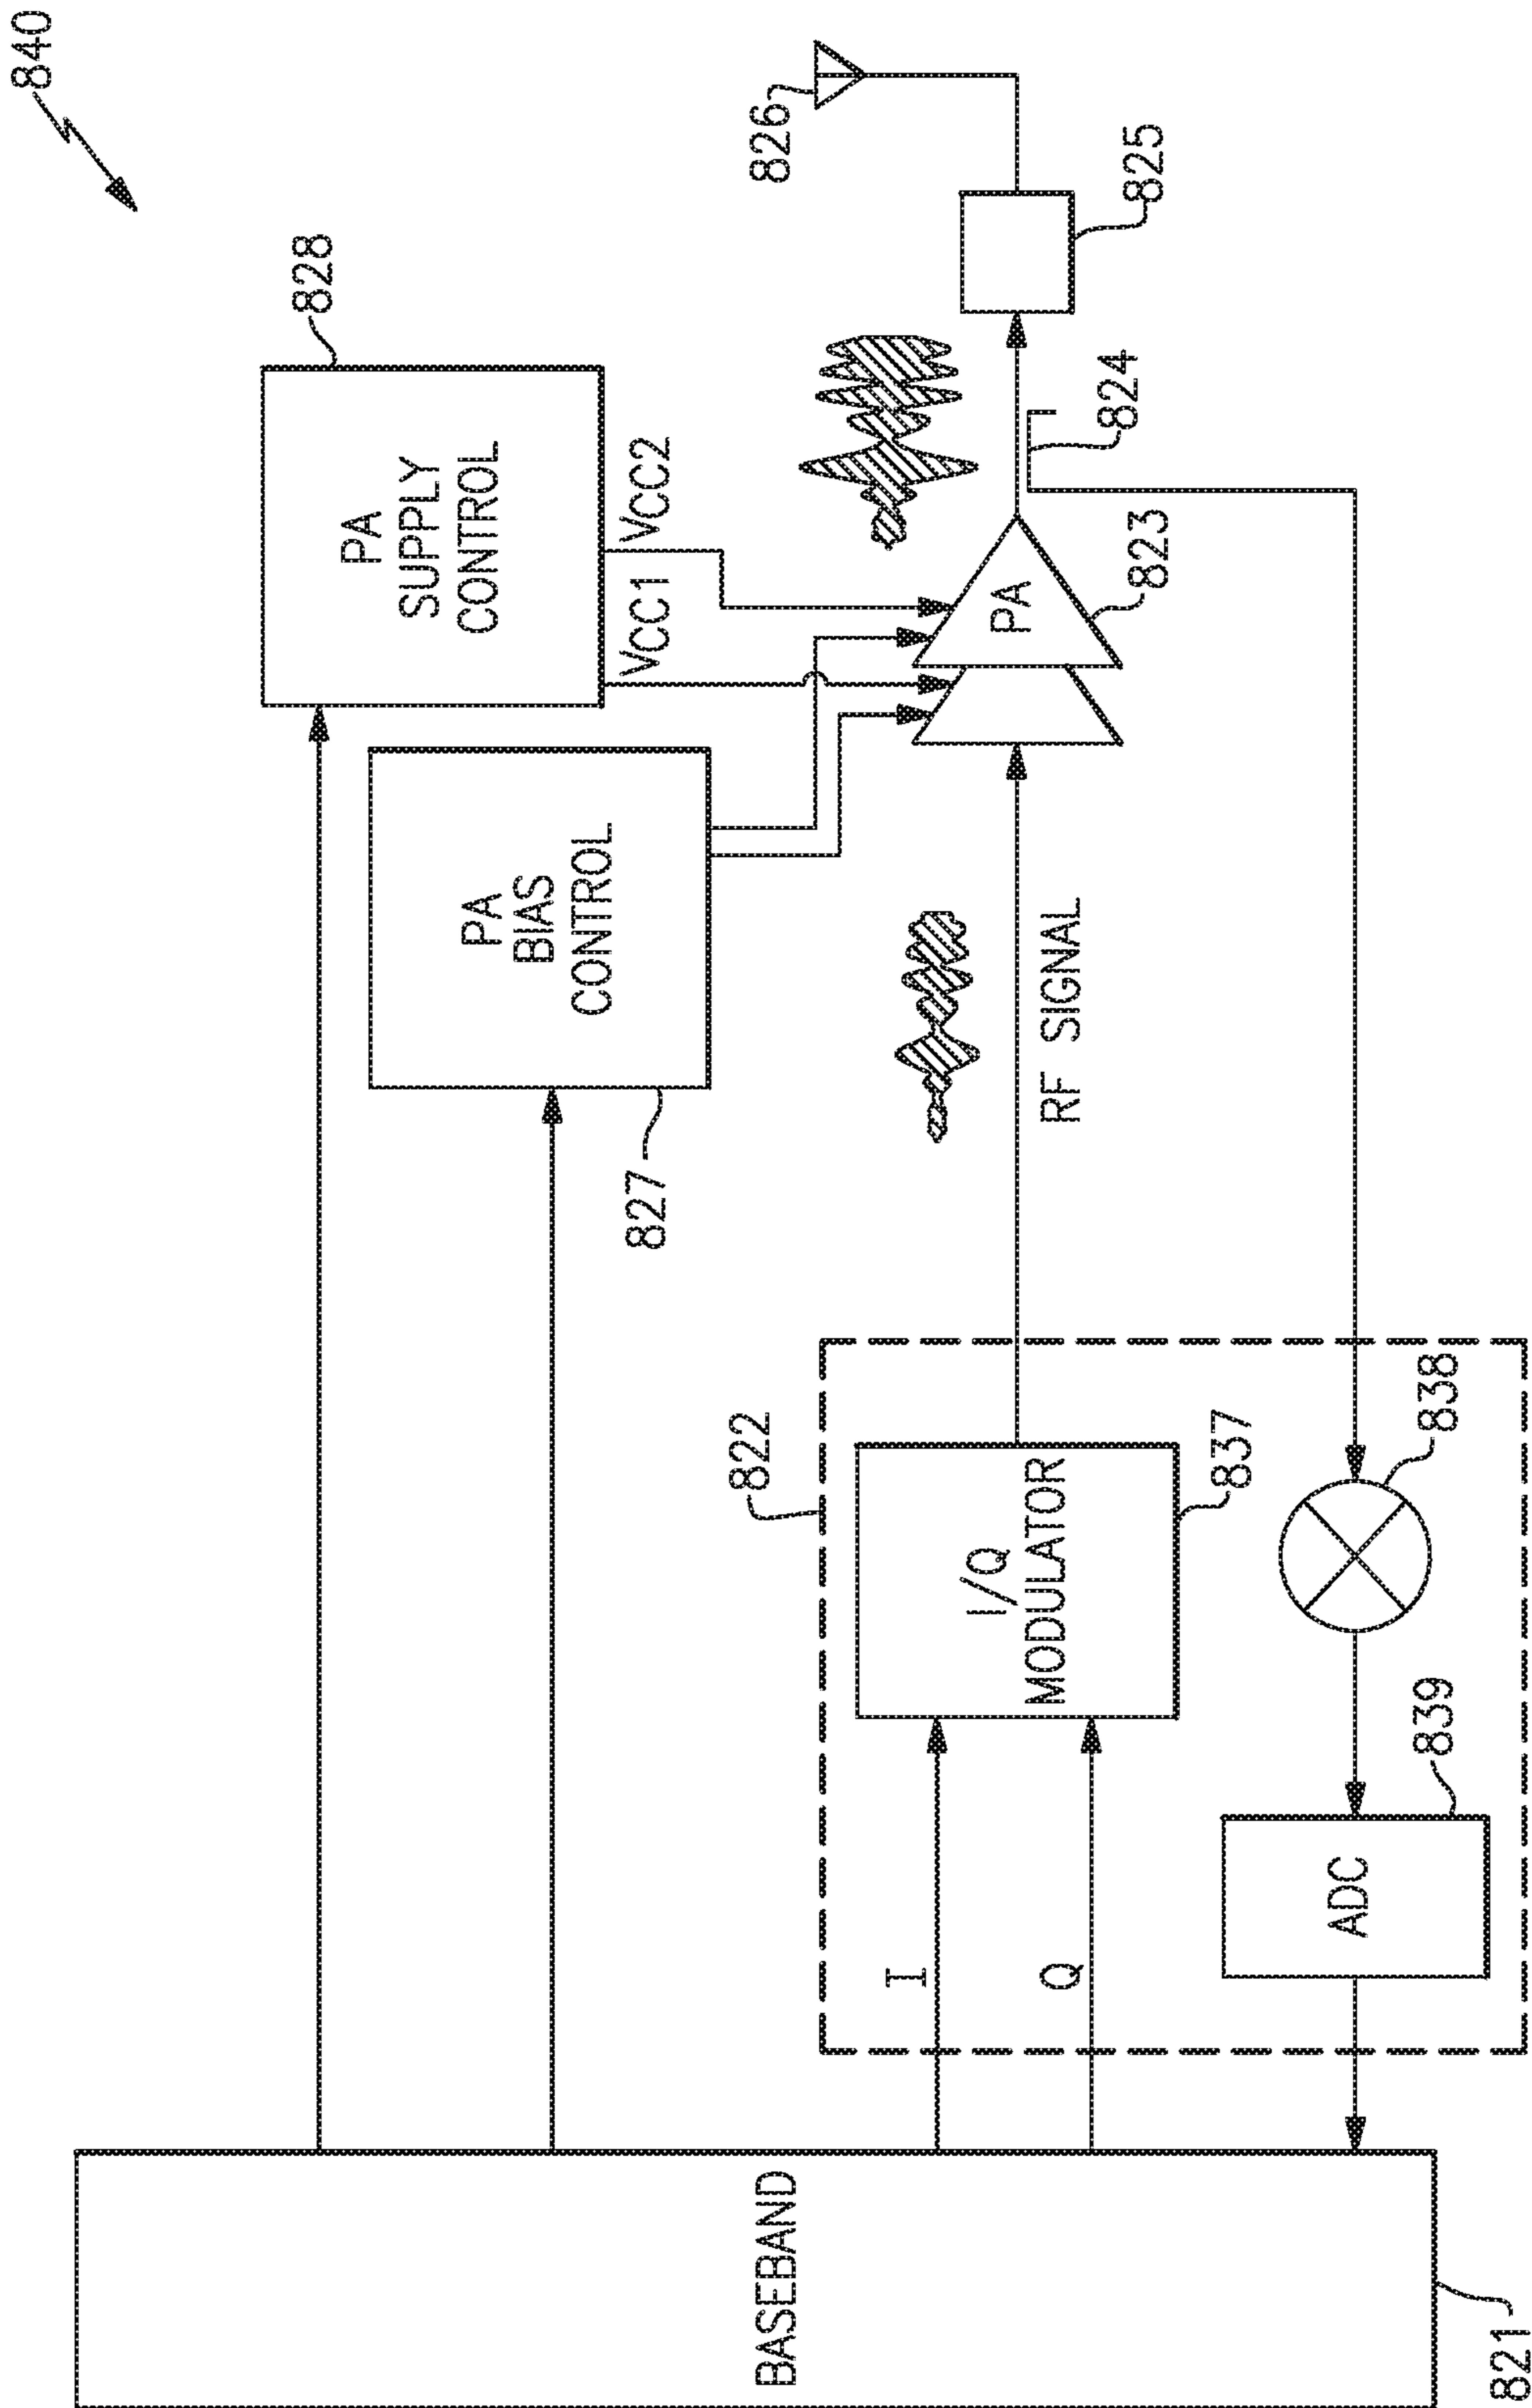 840
828
PA
SUPPLY
CONTROL
VCC1
VCC2
PA
BIAS
CONTROL
827
826
825
824
PA
823
RF SIGNAL
822
I/Q
MODULATOR
837
838
839
ADC
I
Q
BASEBAND
821